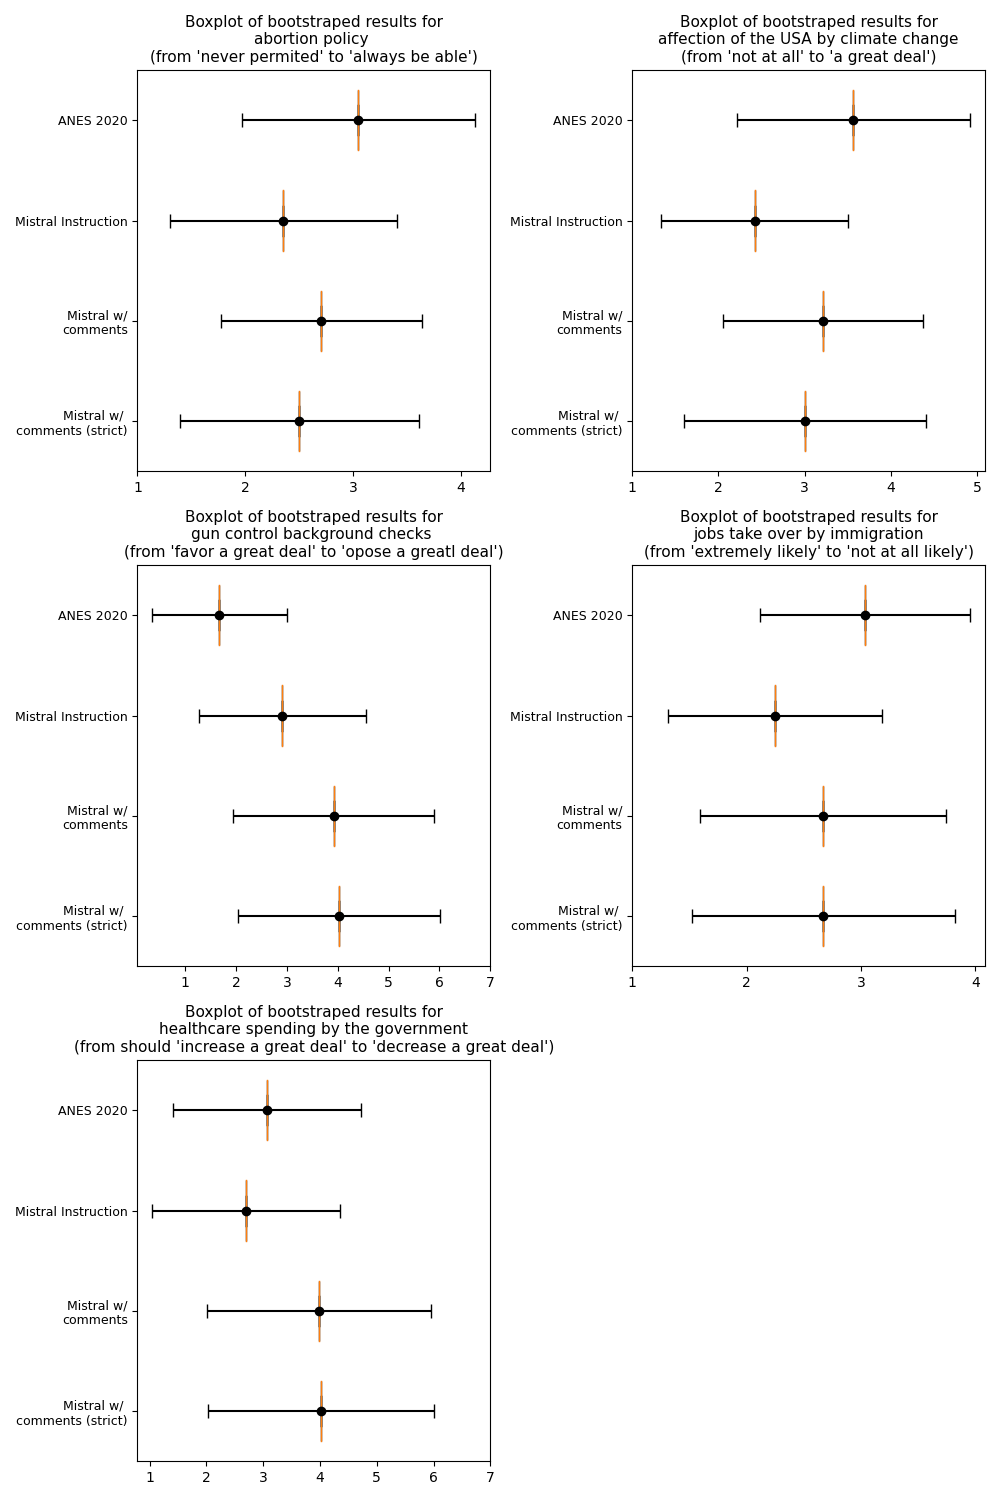 Boxplot of bootstraped results for
abortion policy
(from 'never permited' to 'always be able')
ANES 2020
Mistral Instruction
Mistral w/
comments
Mistral w/
comments (strict)
1 2 3 4
Boxplot of bootstraped results for
affection of the USA by climate change
(from 'not at all' to 'a great deal')
ANES 2020
Mistral Instruction
Mistral w/
comments
Mistral w/
comments (strict)
1 2 3 4 5
Boxplot of bootstraped results for
gun control background checks
(from 'favor a great deal' to 'opose a greatl deal')
ANES 2020
Mistral Instruction
Mistral w/
comments
Mistral w/
comments (strict)
1 2 3 4 5 6 7
Boxplot of bootstraped results for
jobs take over by immigration
(from 'extremely likely' to 'not at all likely')
ANES 2020
Mistral Instruction
Mistral w/
comments
Mistral w/
comments (strict)
1 2 3 4
Boxplot of bootstraped results for
healthcare spending by the government
(from should 'increase a great deal' to 'decrease a great deal')
ANES 2020
Mistral Instruction
Mistral w/
comments
Mistral w/
comments (strict)
1 2 3 4 5 6 7